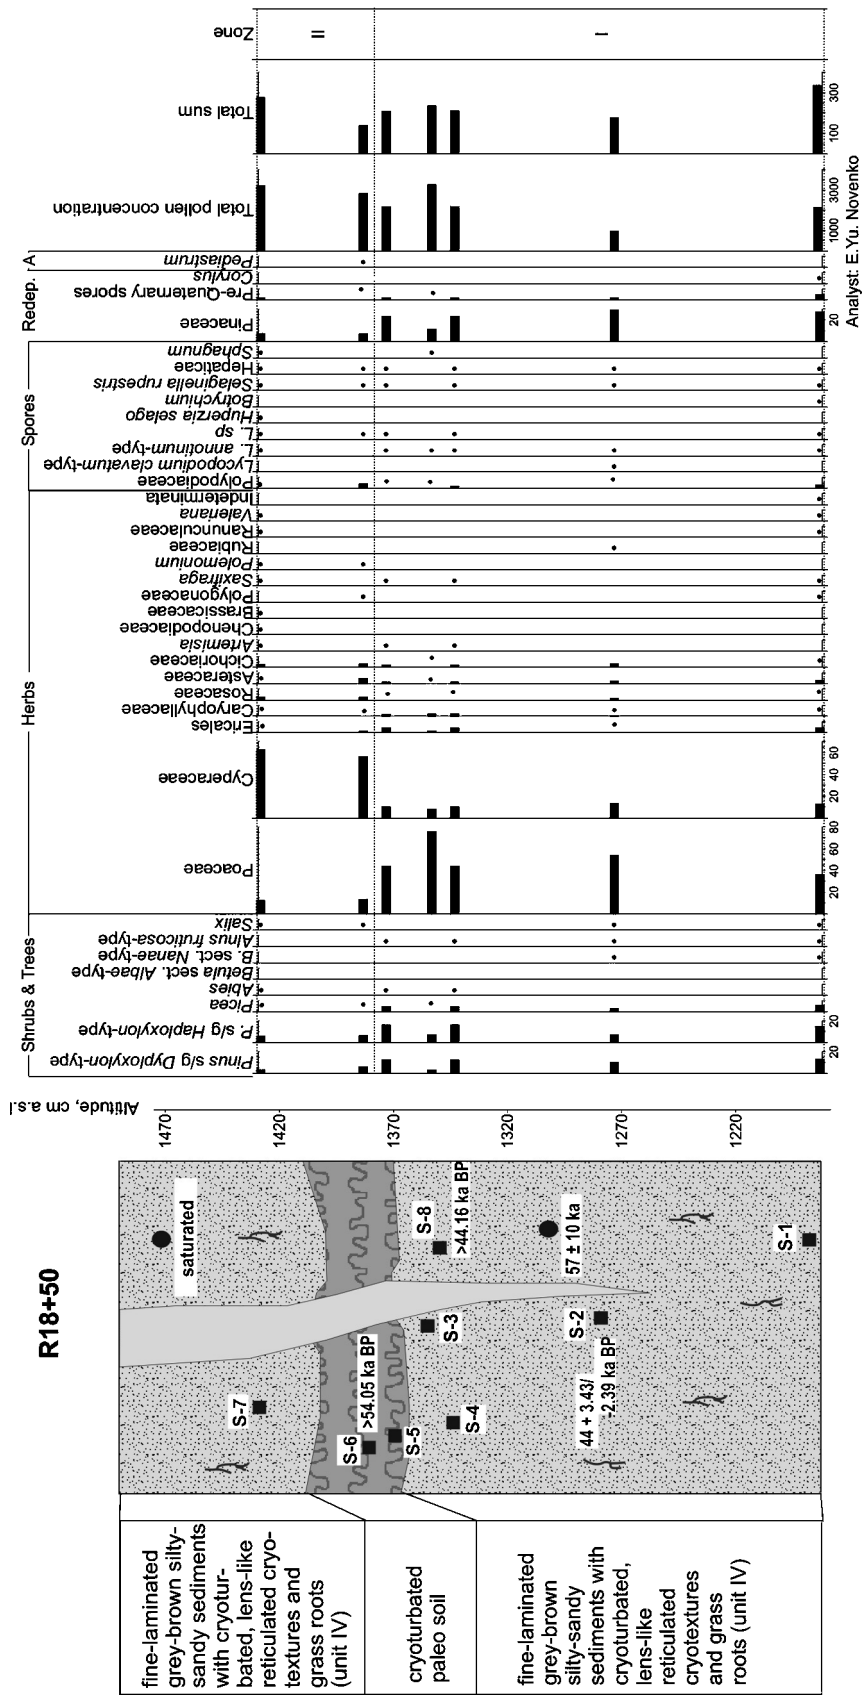 R18+50
fine-laminated
grey-brown silty-
sandy sediments
with cryotur-
bated, lens-like
reticulated cryo-
textures and
grass roots
(unit IV)
cryoturbated
paleo soil
fine-laminated
grey-brown
silty-sandy
sediments with
cryoturbated,
lens-like
reticulated
cryotextures
and grass
roots (unit IV)
saturated
S-7
S-6
>54.05 ka BP
S-5
S-4
S-3
S-8
>44.16 ka BP
57 ± 10 ka
S-2
44 + 3.43/
-2.39 ka BP
S-1
Altitude, cm a.s.l
1470
1420
1370
1320
1270
1220
Shrubs & Trees
Pinus s/g Dyploxylon-type
P. s/g Haploxylon-type
Picea
Abies
Betula sect. Albae-type
B. sect. Nanae-type
Alnus fruticosa-type
Salix
Herbs
Poaceae
Cyperaceae
Ericales
Caryophyllaceae
Rosaceae
Asteraceae
Cichoriaceae
Artemisia
Chenopodiaceae
Brassicaceae
Polygonaceae
Saxifraga
Polemonium
Rubiaceae
Ranunculaceae
Valeriana
Indeterminata
Spores
Polypodiaceae
Lycopodium clavatum-type
L. annotinum-type
L. sp
Huperzia selago
Botrychium
Selaginella rupestris
Hepaticae
Sphagnum
Redep.
Pinaceae
Pre-Quaternary spores
Corylus
A
Pediastrum
Total pollen concentration
Total sum
Zone
II
I
20
20
20 40 60 80
20 40 60
20
1000 3000
100 300
Analyst: E.Yu. Novenko